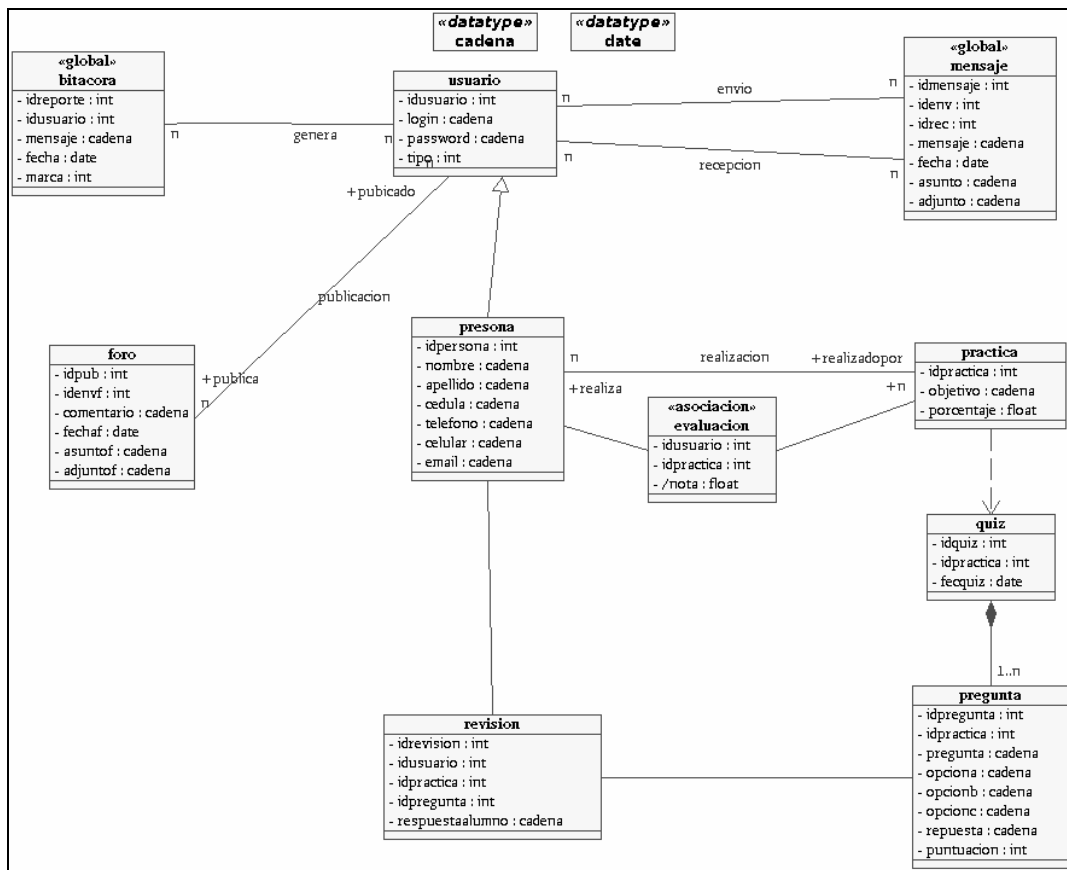 «datatype»
cadena
«datatype»
date
«global»
bitacora
- idreporte : int
- idusuario : int
- mensaje : cadena
- fecha : date
- marca : int
usuario
- idusuario : int
- login : cadena
- password : cadena
- tipo : int
«global»
mensaje
- idmensaje : int
- idenv : int
- idrec : int
- mensaje : cadena
- fecha : date
- asunto : cadena
- adjunto : cadena
n
genera
n
n
envio
n
n
recepcion
n
n
+pubicado
publicacion
+publica
n
foro
- idpub : int
- idenvf : int
- comentario : cadena
- fechaf : date
- asuntof : cadena
- adjuntof : cadena
presona
- idpersona : int
- nombre : cadena
- apellido : cadena
- cedula : cadena
- telefono : cadena
- celular : cadena
- email : cadena
n
realizacion
+realizadopor
+realiza
+n
practica
- idpractica : int
- objetivo : cadena
- porcentaje : float
«asociacion»
evaluacion
- idusuario : int
- idpractica : int
- /nota : float
quiz
- idquiz : int
- idpractica : int
- fecquiz : date
1..n
revision
- idrevision : int
- idusuario : int
- idpractica : int
- idpregunta : int
- respuestaalumno : cadena
pregunta
- idpregunta : int
- idpractica : int
- pregunta : cadena
- opciona : cadena
- opcionb : cadena
- opcionc : cadena
- repuesta : cadena
- puntuacion : int